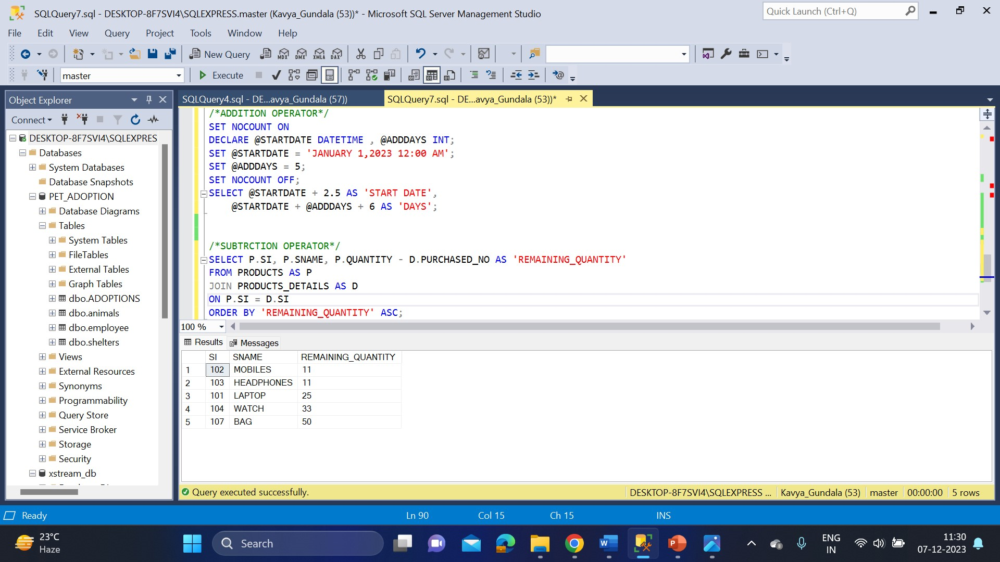 SQLQuery7.sql - DESKTOP-8F7SVI4\SQLEXPRESS.master (Kavya_Gundala (53))* - Microsoft SQL Server Management Studio
Quick Launch (Ctrl+Q)
File Edit View Query Project Tools Window Help
New Query MDX DMX XMLA DAX
master Execute
Object Explorer
SQLQuery4.sql - DE...avya_Gundala (57))
SQLQuery7.sql - DE...avya_Gundala (53))*
Connect
DESKTOP-8F7SVI4\SQLEXPRES
Databases
System Databases
Database Snapshots
PET_ADOPTION
Database Diagrams
Tables
System Tables
FileTables
External Tables
Graph Tables
dbo.ADOPTIONS
dbo.animals
dbo.employee
dbo.shelters
Views
External Resources
Synonyms
Programmability
Query Store
Service Broker
Storage
Security
xstream_db
/*ADDITION OPERATOR*/
SET NOCOUNT ON
DECLARE @STARTDATE DATETIME , @ADDDAYS INT;
SET @STARTDATE = 'JANUARY 1,2023 12:00 AM';
SET @ADDDAYS = 5;
SET NOCOUNT OFF;
SELECT @STARTDATE + 2.5 AS 'START DATE',
@STARTDATE + @ADDDAYS + 6 AS 'DAYS';
/*SUBTRCTION OPERATOR*/
SELECT P.SI, P.SNAME, P.QUANTITY - D.PURCHASED_NO AS 'REMAINING_QUANTITY'
FROM PRODUCTS AS P
JOIN PRODUCTS_DETAILS AS D
ON P.SI = D.SI
ORDER BY 'REMAINING_QUANTITY' ASC;
100 %
Results Messages
SI SNAME REMAINING_QUANTITY
1 102 MOBILES 11
2 103 HEADPHONES 11
3 101 LAPTOP 25
4 104 WATCH 33
5 107 BAG 50
Query executed successfully.
DESKTOP-8F7SVI4\SQLEXPRESS ... Kavya_Gundala (53) master 00:00:00 5 rows
Ready Ln 90 Col 15 Ch 15 INS
23°C
Haze
Search
ENG
IN
11:30
07-12-2023